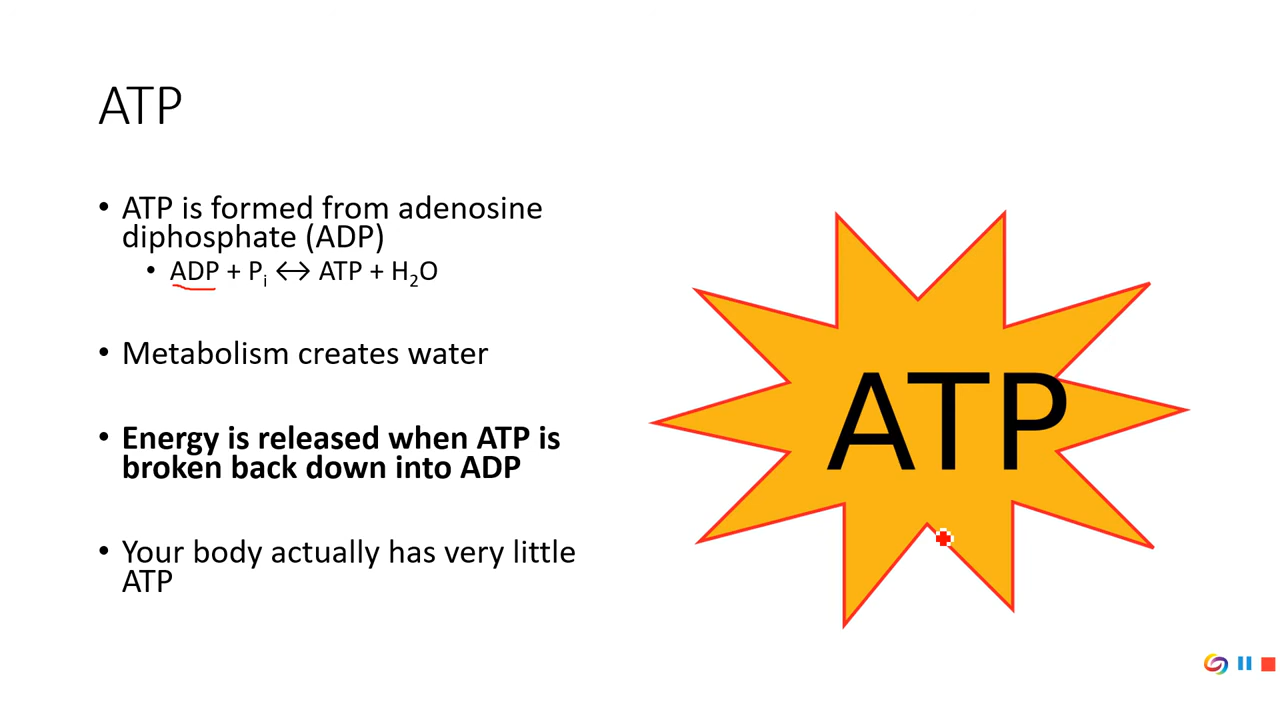 ATP
• ATP is formed from adenosine
diphosphate (ADP)
• ADP + Pᵢ ↔ ATP + H₂O
• Metabolism creates water
• Energy is released when ATP is
broken back down into ADP
• Your body actually has very little
ATP
ATP